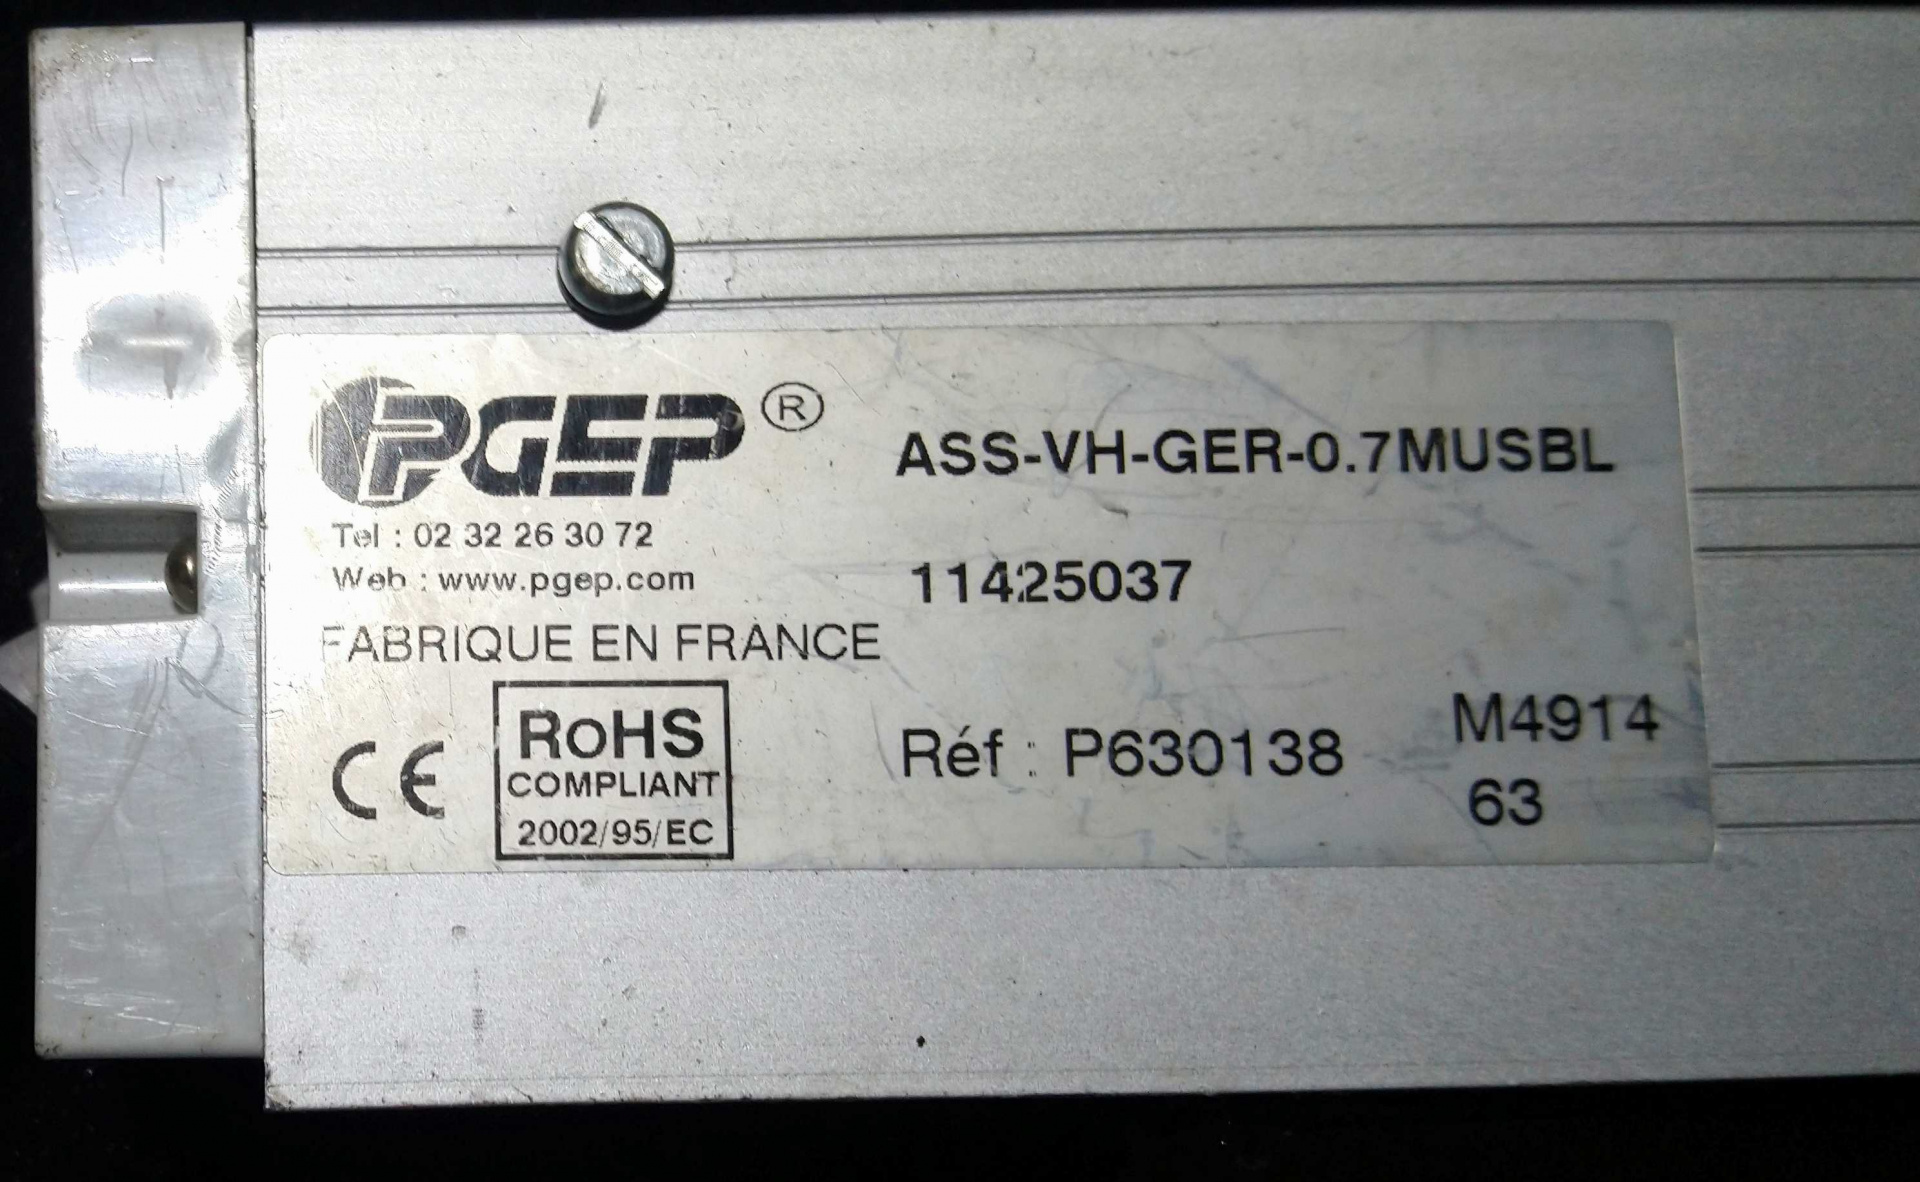 PGEP ®
Tel : 02 32 26 30 72
Web : www.pgep.com
FABRIQUE EN FRANCE
CE
RoHS
COMPLIANT
2002/95/EC
ASS-VH-GER-0.7MUSBL
11425037
Réf : P630138
M4914
63